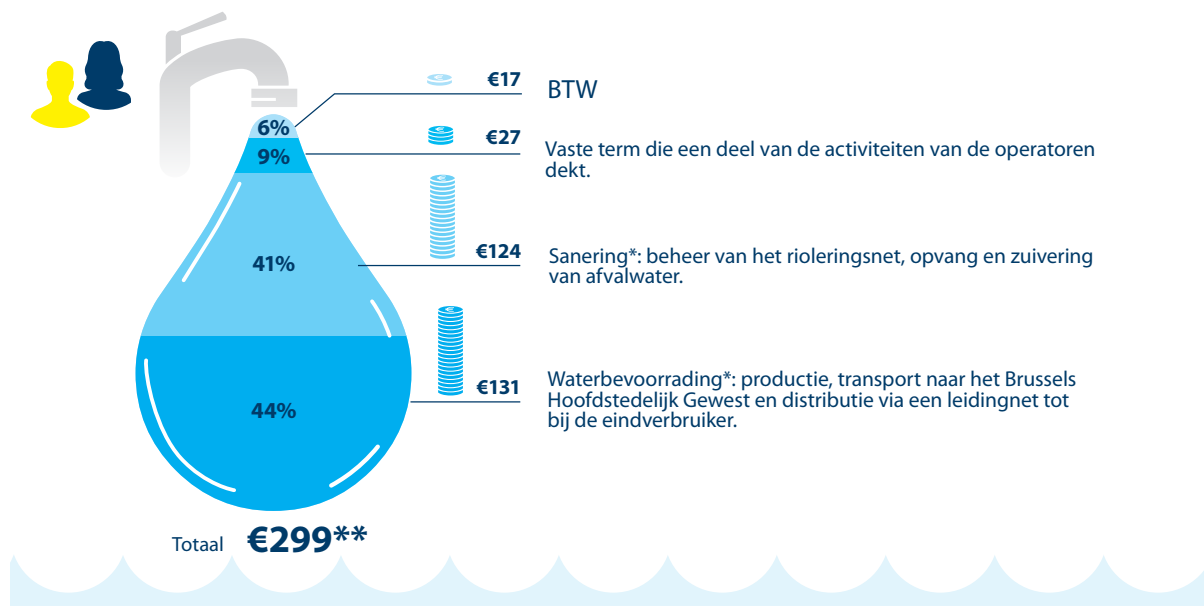 €17
BTW
6%
€27
9%
Vaste term die een deel van de activiteiten van de operatoren
dekt.
€124
41%
Sanering*: beheer van het rioleringsnet, opvang en zuivering
van afvalwater.
€131
44%
Waterbevoorrading*: productie, transport naar het Brussels
Hoofdstedelijk Gewest en distributie via een leidingnet tot
bij de eindverbruiker.
Totaal €299**